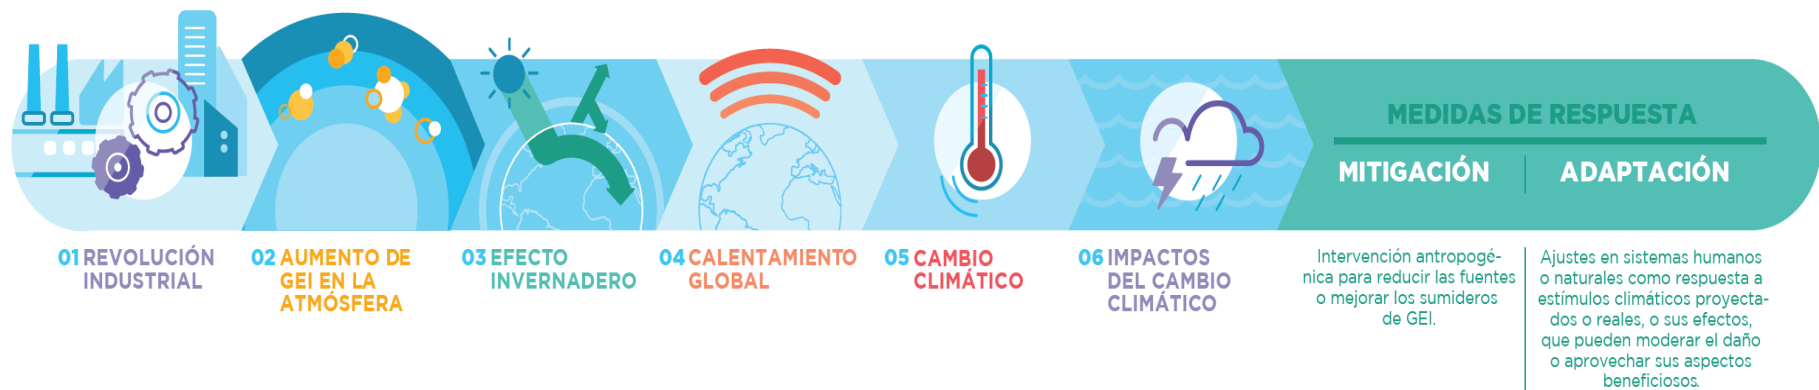 01 REVOLUCIÓN
INDUSTRIAL
02 AUMENTO DE
GEI EN LA
ATMÓSFERA
03 EFECTO
INVERNADERO
04 CALENTAMIENTO
GLOBAL
05 CAMBIO
CLIMÁTICO
06 IMPACTOS
DEL CAMBIO
CLIMÁTICO
MEDIDAS DE RESPUESTA
MITIGACIÓN
Intervención antropogé-
nica para reducir las fuentes
o mejorar los sumideros
de GEI.
ADAPTACIÓN
Ajustes en sistemas humanos
o naturales como respuesta a
estímulos climáticos proyecta-
dos o reales, o sus efectos,
que pueden moderar el daño
o aprovechar sus aspectos
beneficiosos.